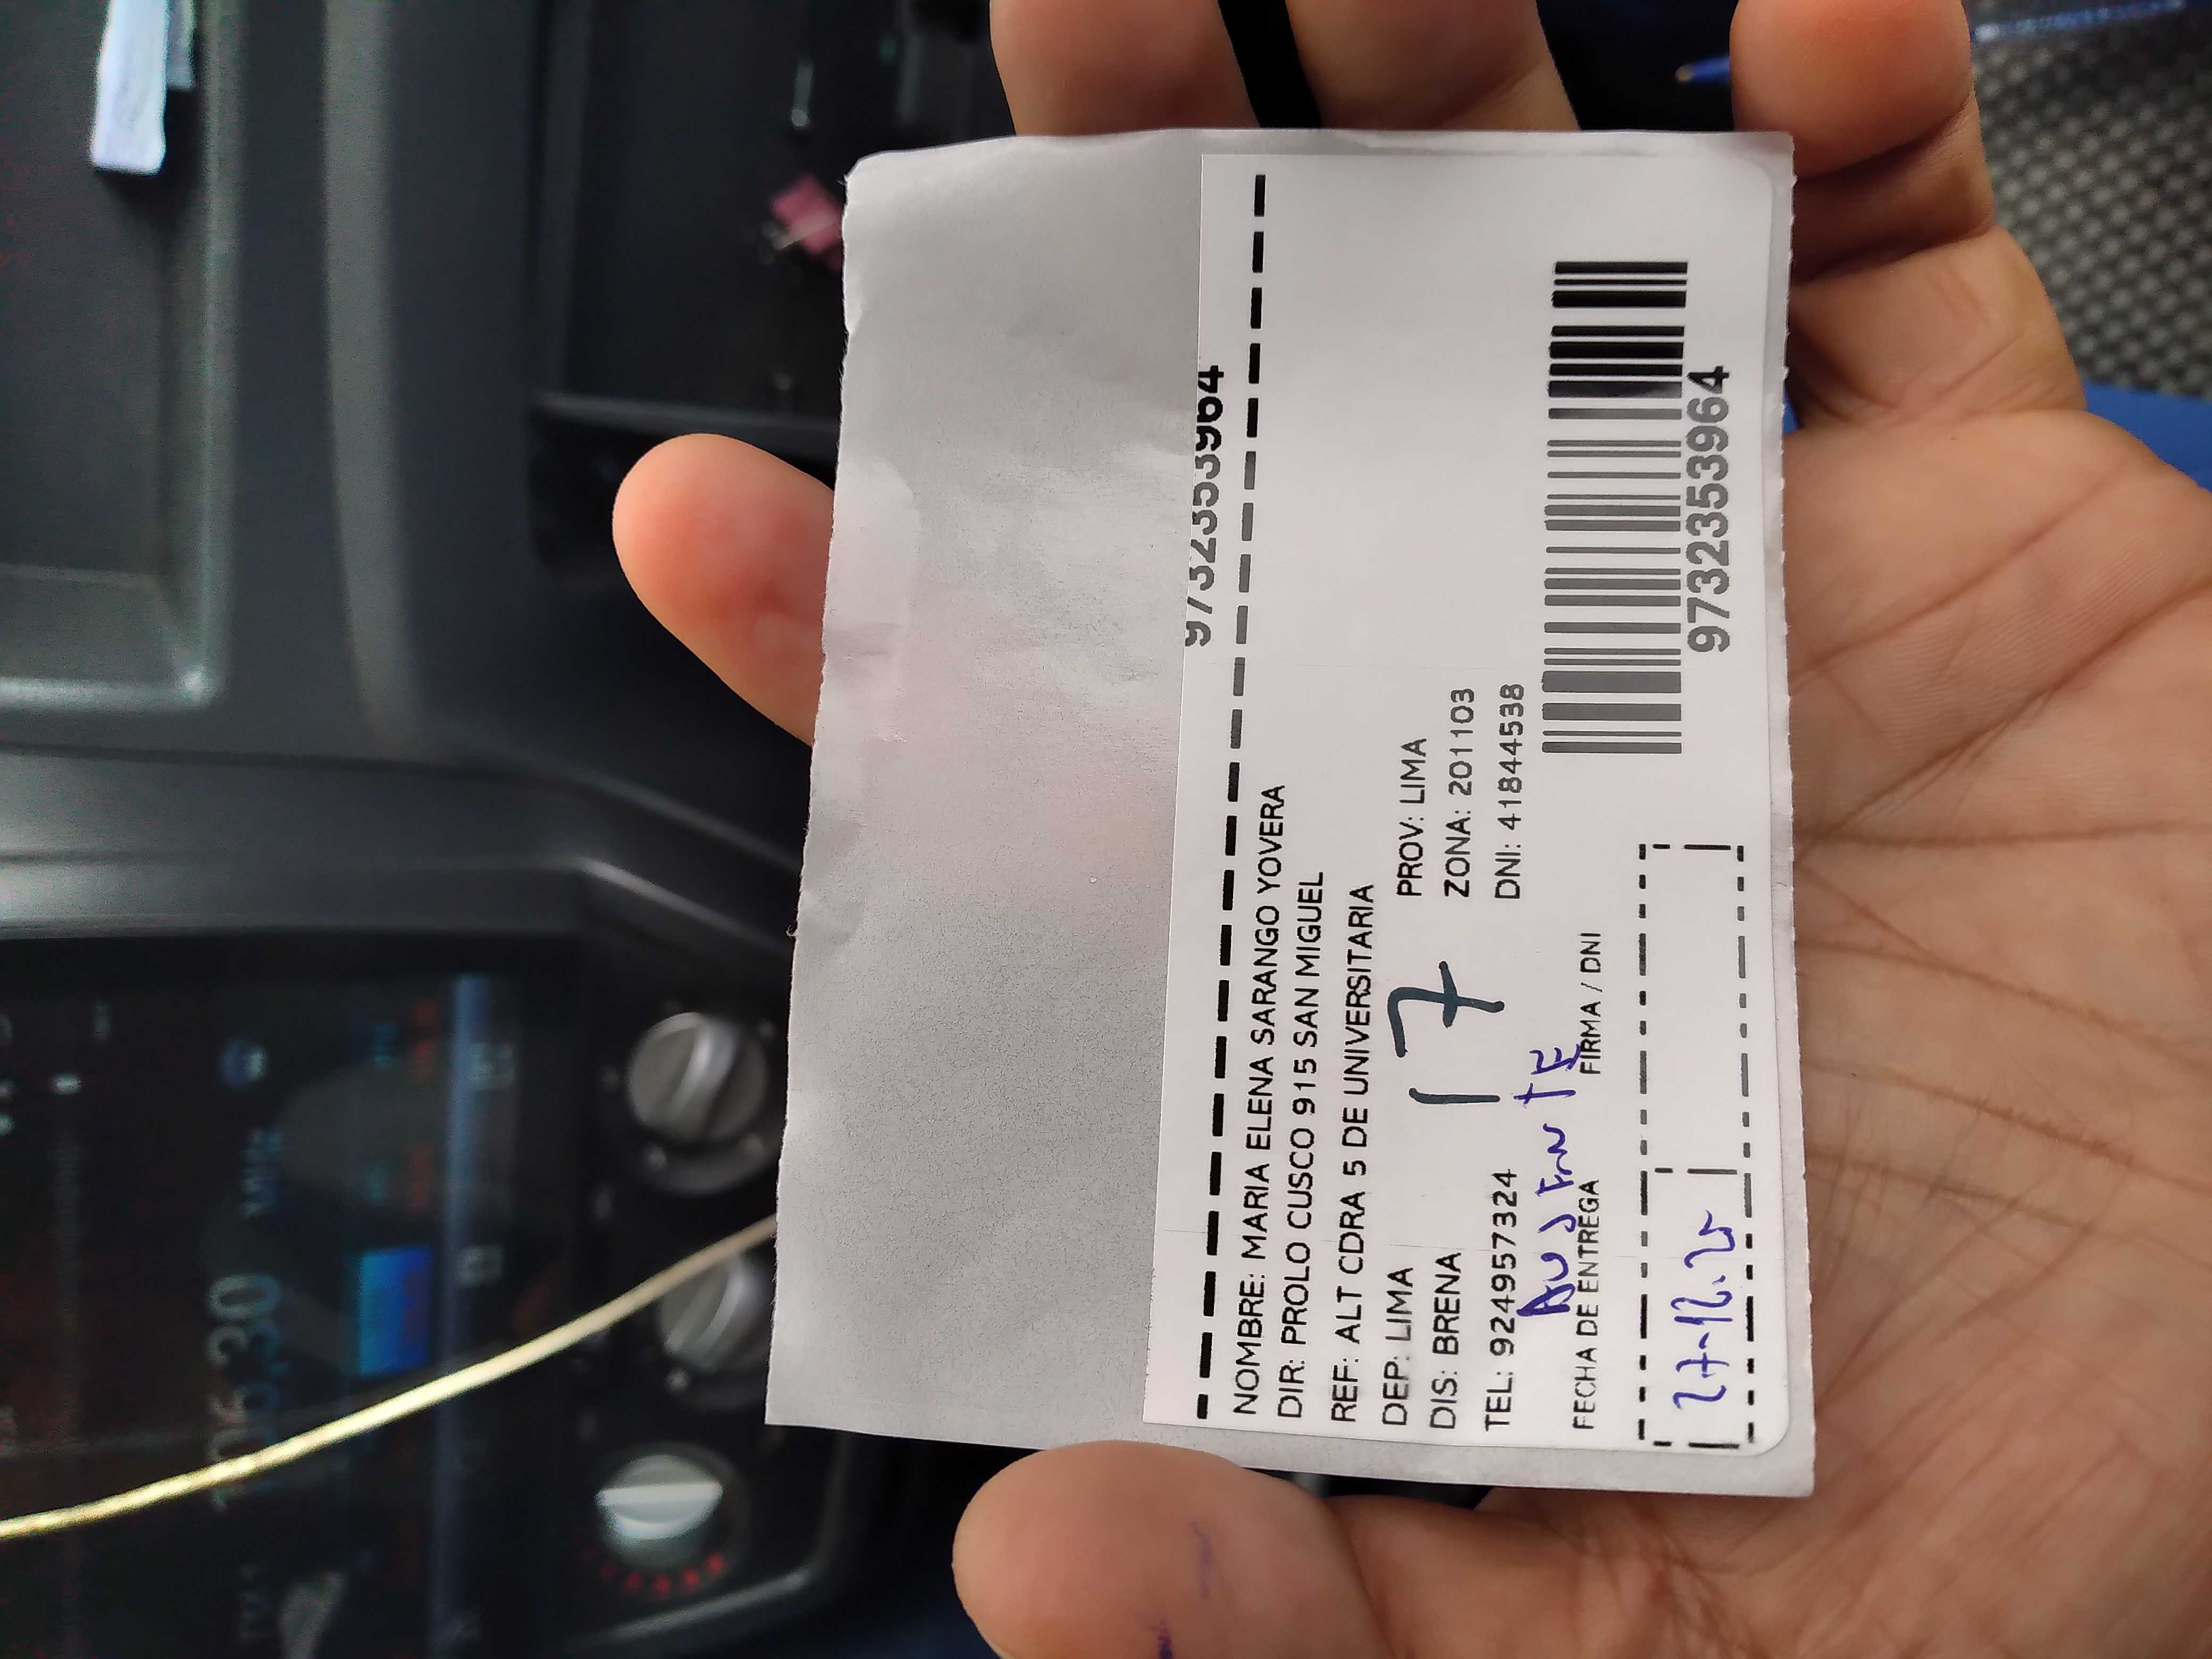 9732353964
NOMBRE: MARIA ELENA SARANGO YOVERA
DIR: PROLO CUSCO 915 SAN MIGUEL
REF: ALT CDRA 5 DE UNIVERSITARIA
DEP: LIMA PROV: LIMA
17
DIS: BRENA ZONA: 201103
TEL: 924957324 DNI: 41844538
AUSENTE
FECHA DE ENTREGA FIRMA / DNI
27-12-25
9732353964